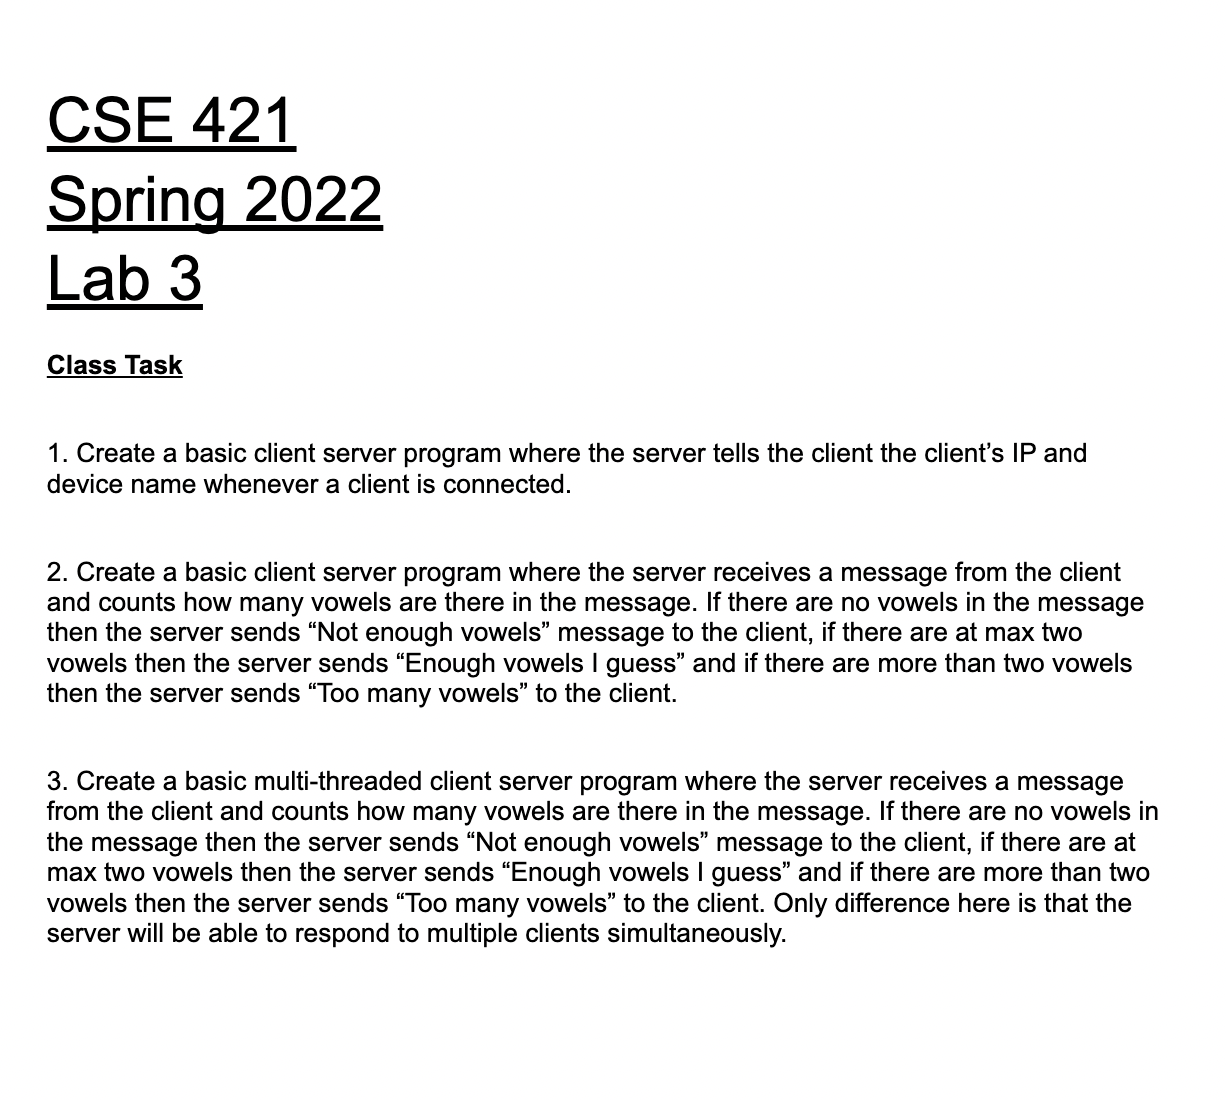 CSE 421
Spring 2022
Lab 3
Class Task
1. Create a basic client server program where the server tells the client the client’s IP and
device name whenever a client is connected.
2. Create a basic client server program where the server receives a message from the client
and counts how many vowels are there in the message. If there are no vowels in the message
then the server sends “Not enough vowels” message to the client, if there are at max two
vowels then the server sends “Enough vowels I guess” and if there are more than two vowels
then the server sends “Too many vowels” to the client.
3. Create a basic multi-threaded client server program where the server receives a message
from the client and counts how many vowels are there in the message. If there are no vowels in
the message then the server sends “Not enough vowels” message to the client, if there are at
max two vowels then the server sends “Enough vowels I guess” and if there are more than two
vowels then the server sends “Too many vowels” to the client. Only difference here is that the
server will be able to respond to multiple clients simultaneously.